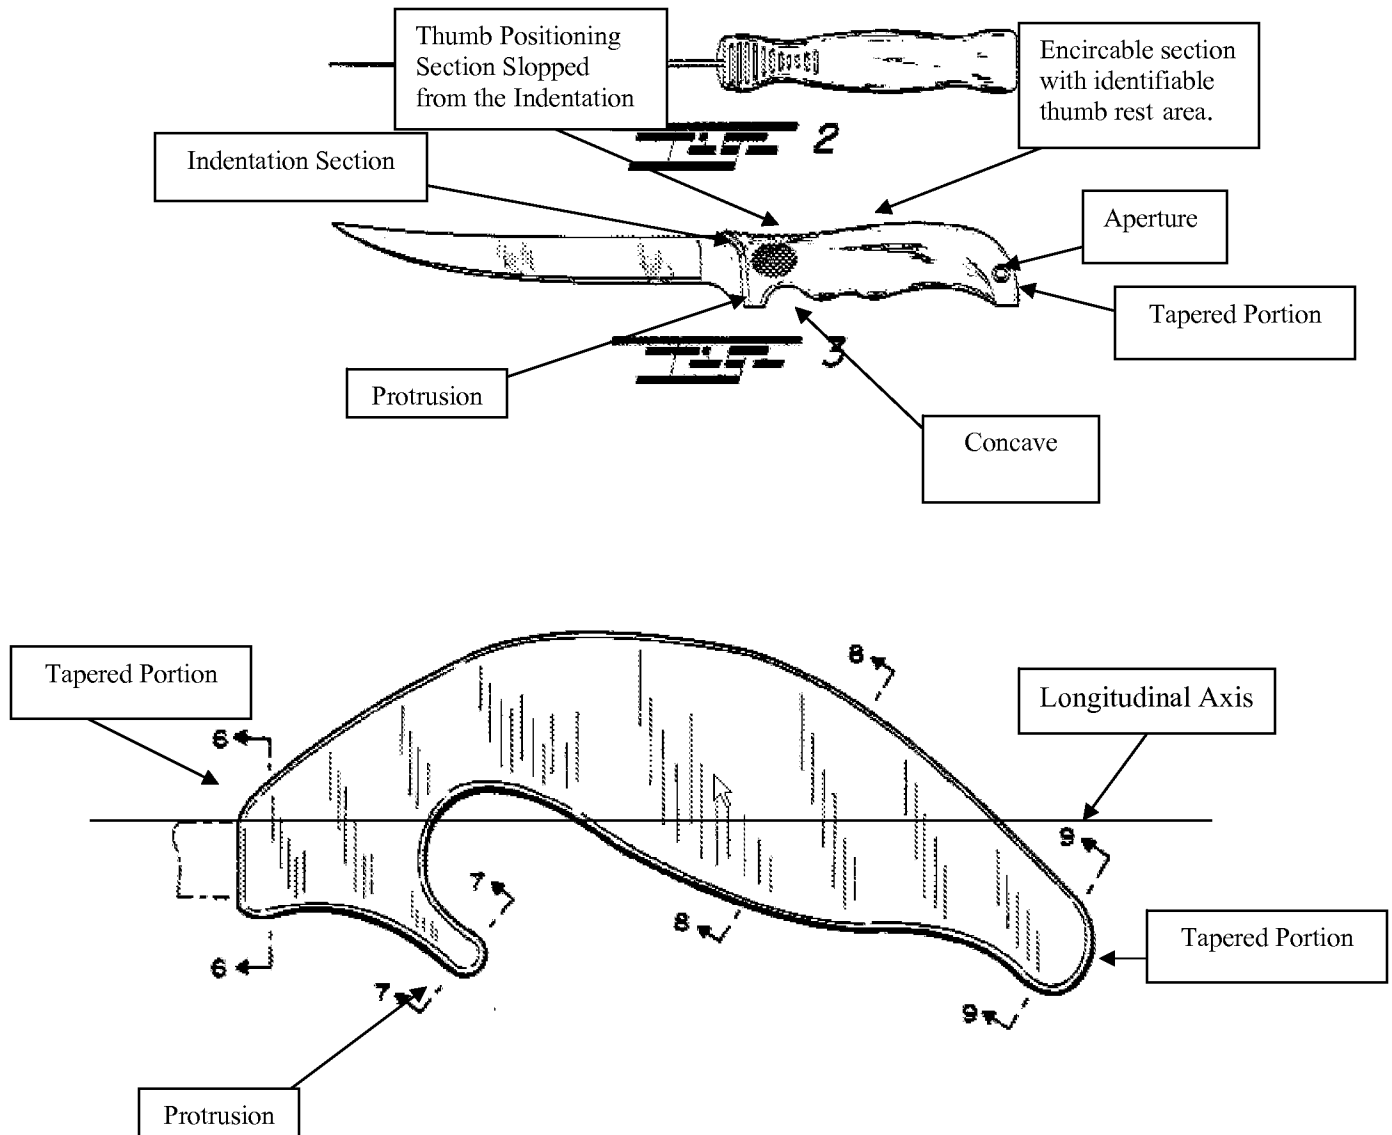 Thumb Positioning
Section Slopped
from the Indentation
Encircable section
with identifiable
thumb rest area.
2
Indentation Section
Aperture
Tapered Portion
3
Protrusion
Concave
8
Tapered Portion
Longitudinal Axis
6
9
7
8
Tapered Portion
6
7
9
Protrusion